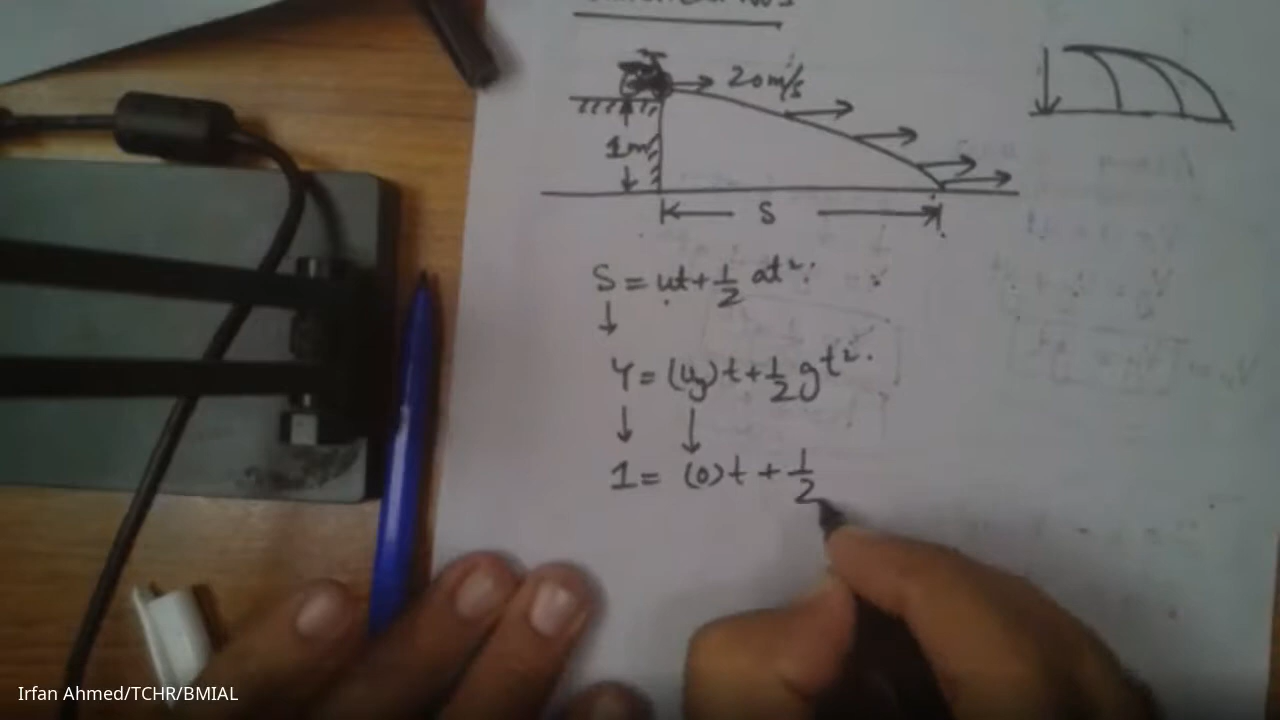 20m/s
1m
S
S = ut + 1/2 at².
Y = (uy)t + 1/2 gt².
1 = (0)t + 1/2
Irfan Ahmed/TCHR/BMIAL